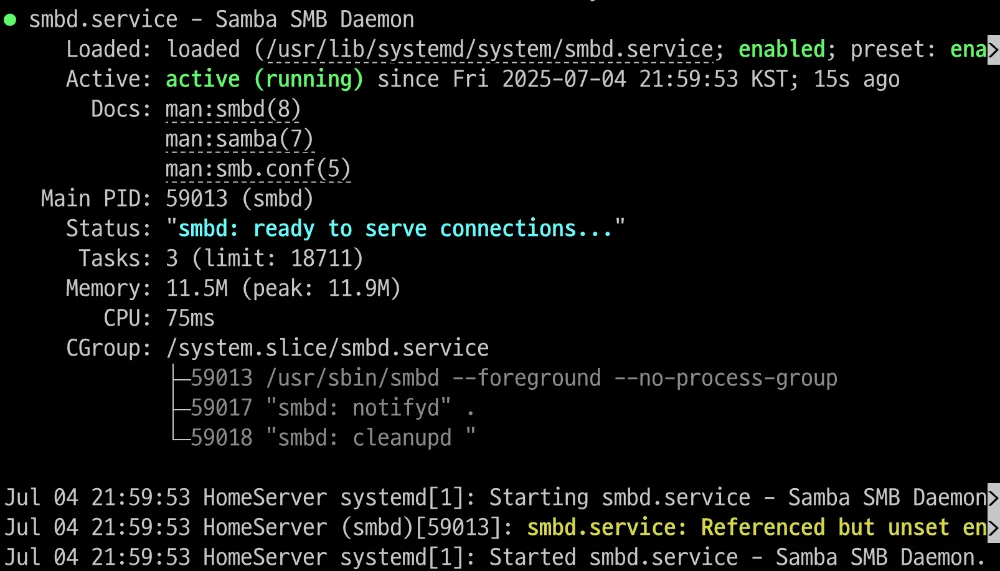 ● smbd.service - Samba SMB Daemon
Loaded: loaded (/usr/lib/systemd/system/smbd.service; enabled; preset: ena>
Active: active (running) since Fri 2025-07-04 21:59:53 KST; 15s ago
Docs: man:smbd(8)
man:samba(7)
man:smb.conf(5)
Main PID: 59013 (smbd)
Status: "smbd: ready to serve connections..."
Tasks: 3 (limit: 18711)
Memory: 11.5M (peak: 11.9M)
CPU: 75ms
CGroup: /system.slice/smbd.service
├─59013 /usr/sbin/smbd --foreground --no-process-group
├─59017 "smbd: notifyd" .
└─59018 "smbd: cleanupd "
Jul 04 21:59:53 HomeServer systemd[1]: Starting smbd.service - Samba SMB Daemon>
Jul 04 21:59:53 HomeServer (smbd)[59013]: smbd.service: Referenced but unset en>
Jul 04 21:59:53 HomeServer systemd[1]: Started smbd.service - Samba SMB Daemon.